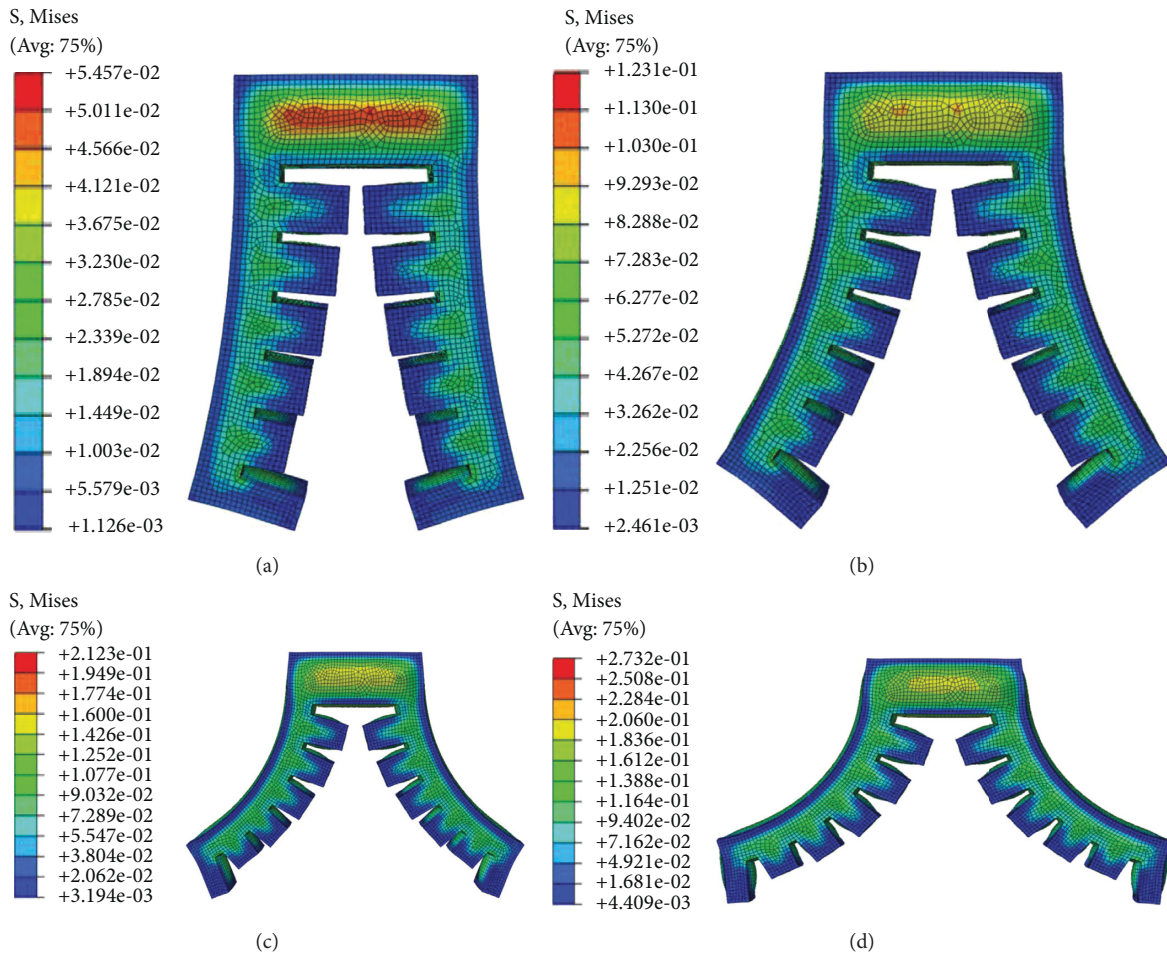 S, Mises
(Avg: 75%)
+5.457e-02
+5.011e-02
+4.566e-02
+4.121e-02
+3.675e-02
+3.230e-02
+2.785e-02
+2.339e-02
+1.894e-02
+1.449e-02
+1.003e-02
+5.579e-03
+1.126e-03
(a)
S, Mises
(Avg: 75%)
+1.231e-01
+1.130e-01
+1.030e-01
+9.293e-02
+8.288e-02
+7.283e-02
+6.277e-02
+5.272e-02
+4.267e-02
+3.262e-02
+2.256e-02
+1.251e-02
+2.461e-03
(b)
S, Mises
(Avg: 75%)
+2.123e-01
+1.949e-01
+1.774e-01
+1.600e-01
+1.426e-01
+1.252e-01
+1.077e-01
+9.032e-02
+7.289e-02
+5.547e-02
+3.804e-02
+2.062e-02
+3.194e-03
(c)
S, Mises
(Avg: 75%)
+2.732e-01
+2.508e-01
+2.284e-01
+2.060e-01
+1.836e-01
+1.612e-01
+1.388e-01
+1.164e-01
+9.402e-02
+7.162e-02
+4.921e-02
+1.681e-02
+4.409e-03
(d)